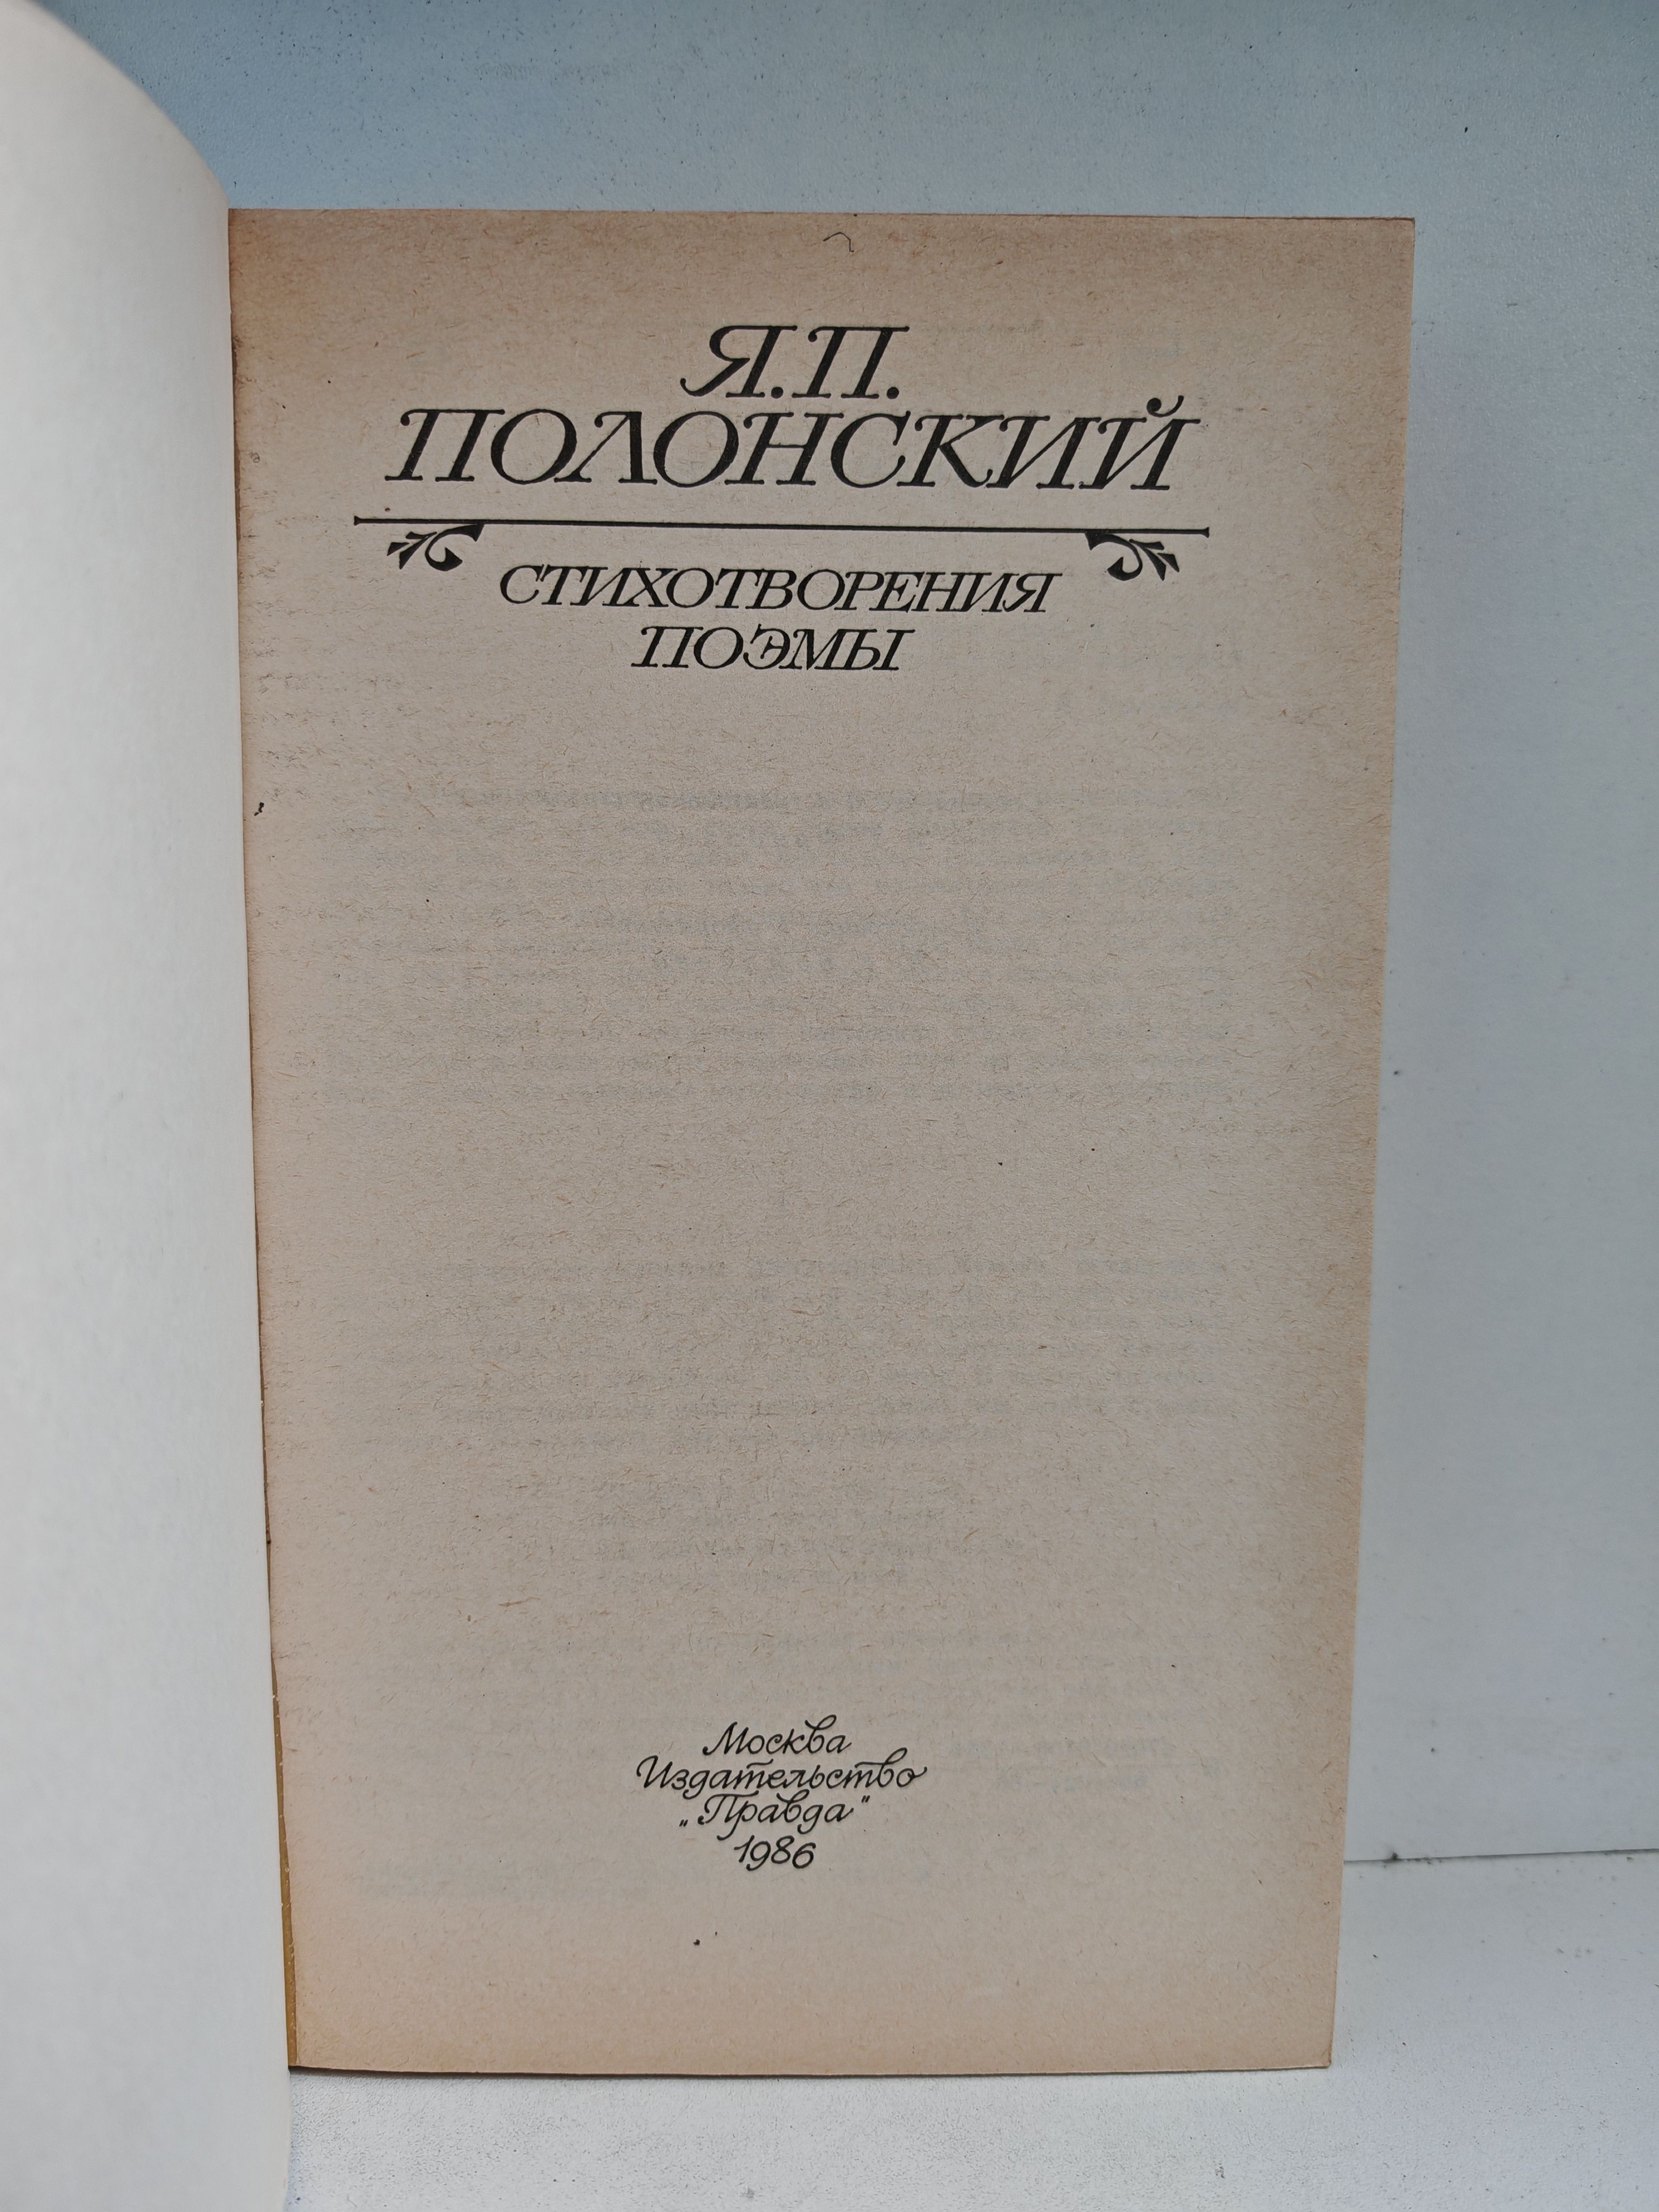 Я.П.
ПОЛОНСКИЙ
СТИХОТВОРЕНИЯ
ПОЭМЫ
Москва
Издательство
„Правда"
1986